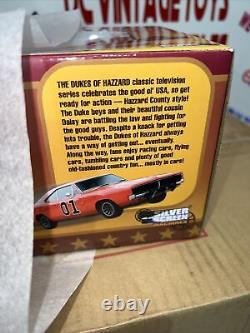 DC VINTAGE TOYS
THE DUKES OF HAZZARD classic television
series celebrates the good ol' USA, so get
ready for action — Hazzard County style!
The Duke boys and their beautiful cousin
Daisy are battling the law and fighting for
the good guys. Despite a knack for getting
into trouble, the Dukes of Hazzard always
have a way of getting out... eventually.
Along the way, fans enjoy racing cars, flying
cars, tumbling cars and plenty of good
old-fashioned country fun... mostly in cars!
01
SILVER
SCREEN
MACHINES